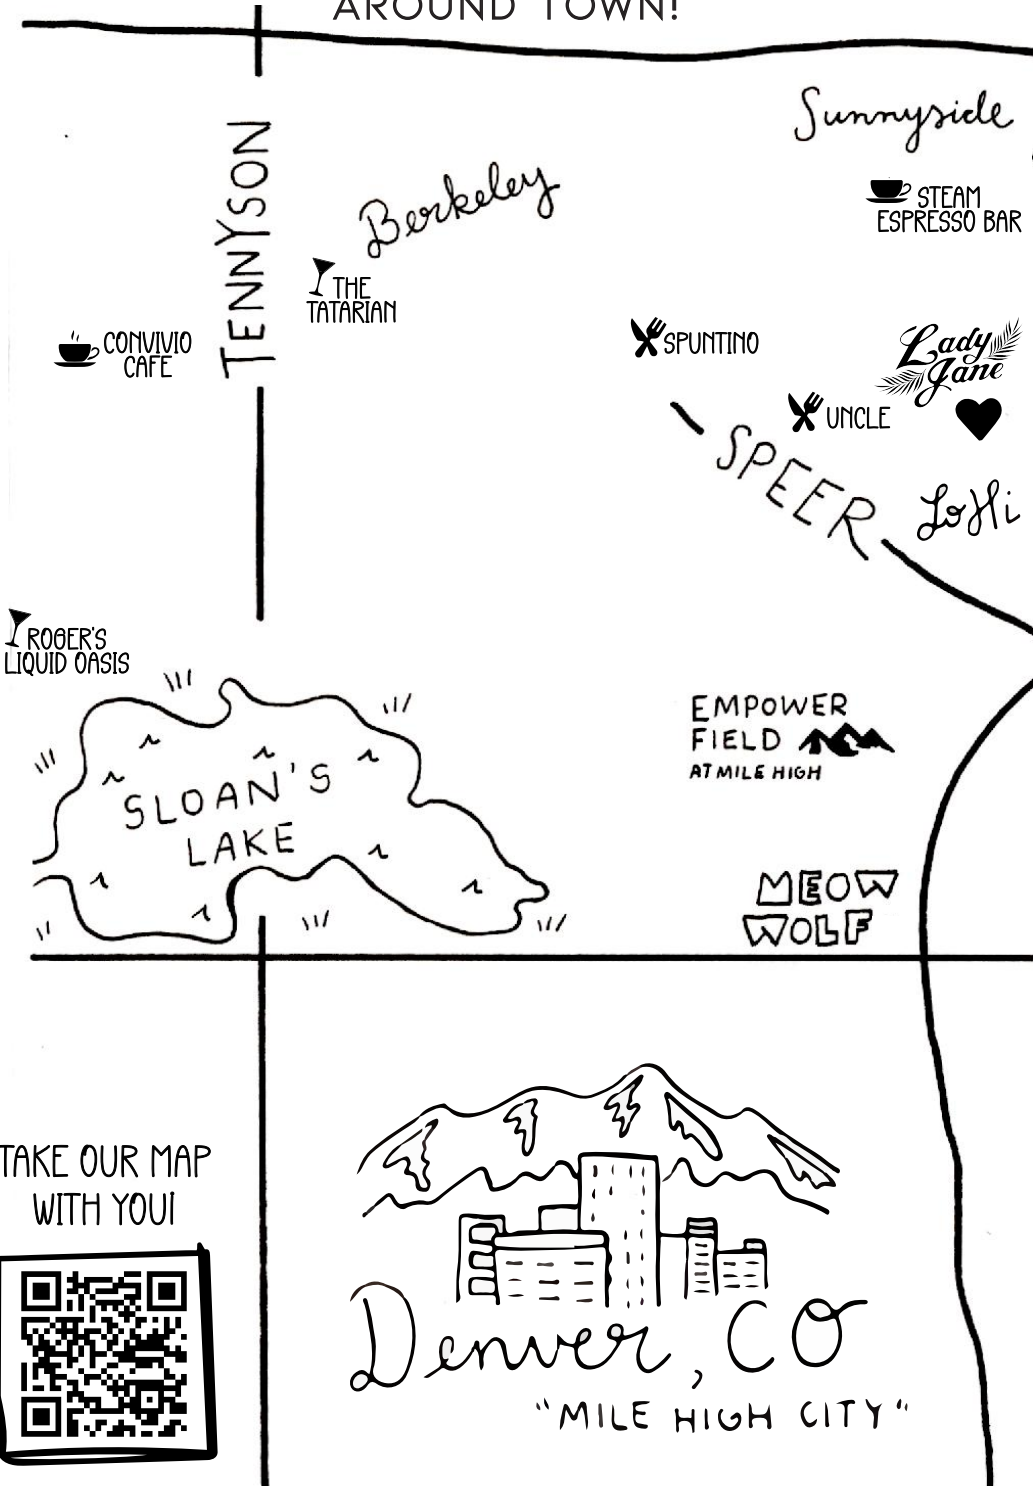 AROUND TOWN!
Sunnyside
TENNYSON
Berkeley
STEAM
ESPRESSO BAR
THE
TATARIAN
CONVIVIO
CAFE
SPUNTINO
Lady
Jane
UNCLE
SPEER
LoHi
ROGER'S
LIQUID OASIS
EMPOWER
FIELD
AT MILE HIGH
SLOAN'S
LAKE
MEOW
WOLF
TAKE OUR MAP
WITH YOU!
Denver, CO
"MILE HIGH CITY"